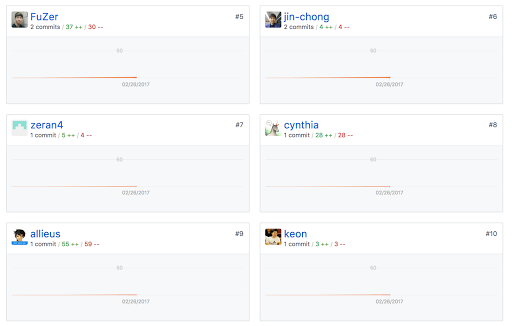 FuZer #5
2 commits / 37 ++ / 30 --
60
02/26/2017
jin-chong #6
2 commits / 4 ++ / 4 --
60
02/26/2017
zeran4 #7
1 commit / 5 ++ / 4 --
60
02/26/2017
cynthia #8
1 commit / 28 ++ / 28 --
60
02/26/2017
allieus #9
1 commit / 55 ++ / 59 --
60
02/26/2017
keon #10
1 commit / 3 ++ / 3 --
60
02/26/2017